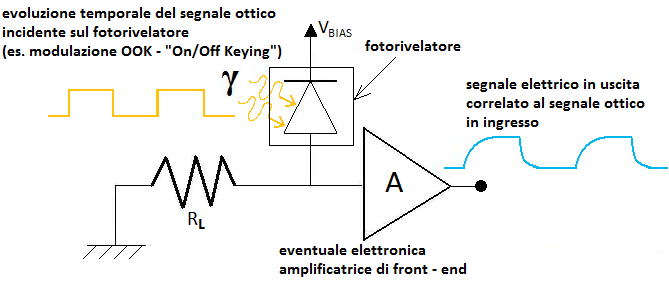 evoluzione temporale del segnale ottico
incidente sul fotorivelatore
(es. modulazione OOK - "On/Off Keying")
VBIAS
fotorivelatore
γ
segnale elettrico in uscita
correlato al segnale ottico
in ingresso
A
RL
eventuale elettronica
amplificatrice di front - end